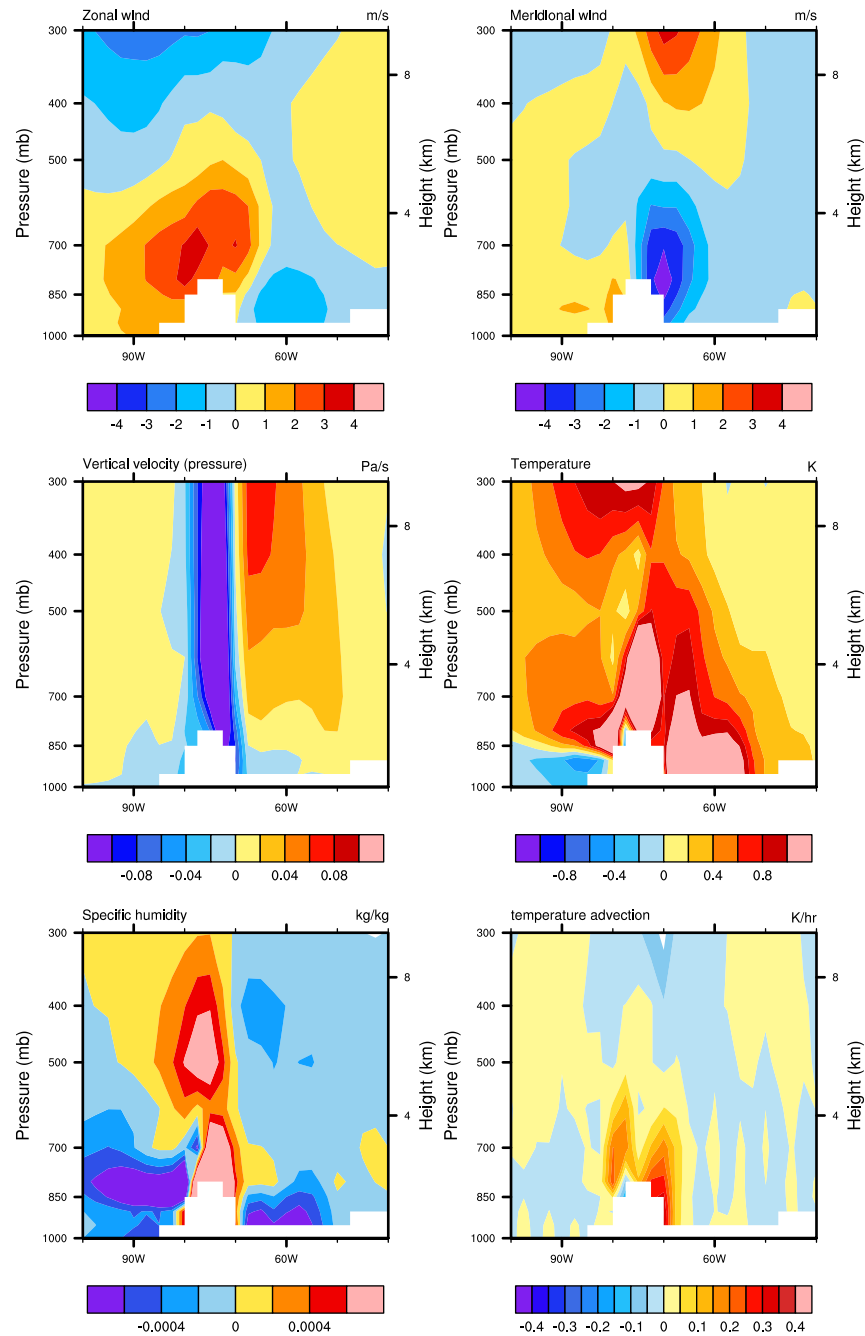 Zonal wind m/s
300
400
500
700
850
1000
Pressure (mb)
8
4
Height (km)
90W 60W
-4 -3 -2 -1 0 1 2 3 4
Meridional wind m/s
300
400
500
700
850
1000
Pressure (mb)
8
4
Height (km)
90W 60W
-4 -3 -2 -1 0 1 2 3 4
Vertical velocity (pressure) Pa/s
300
400
500
700
850
1000
Pressure (mb)
8
4
Height (km)
90W 60W
-0.08 -0.04 0 0.04 0.08
Temperature K
300
400
500
700
850
1000
Pressure (mb)
8
4
Height (km)
90W 60W
-0.8 -0.4 0 0.4 0.8
Specific humidity kg/kg
300
400
500
700
850
1000
Pressure (mb)
8
4
Height (km)
90W 60W
-0.0004 0 0.0004
temperature advection K/hr
300
400
500
700
850
1000
Pressure (mb)
8
4
Height (km)
90W 60W
-0.4 -0.3 -0.2 -0.1 0 0.1 0.2 0.3 0.4